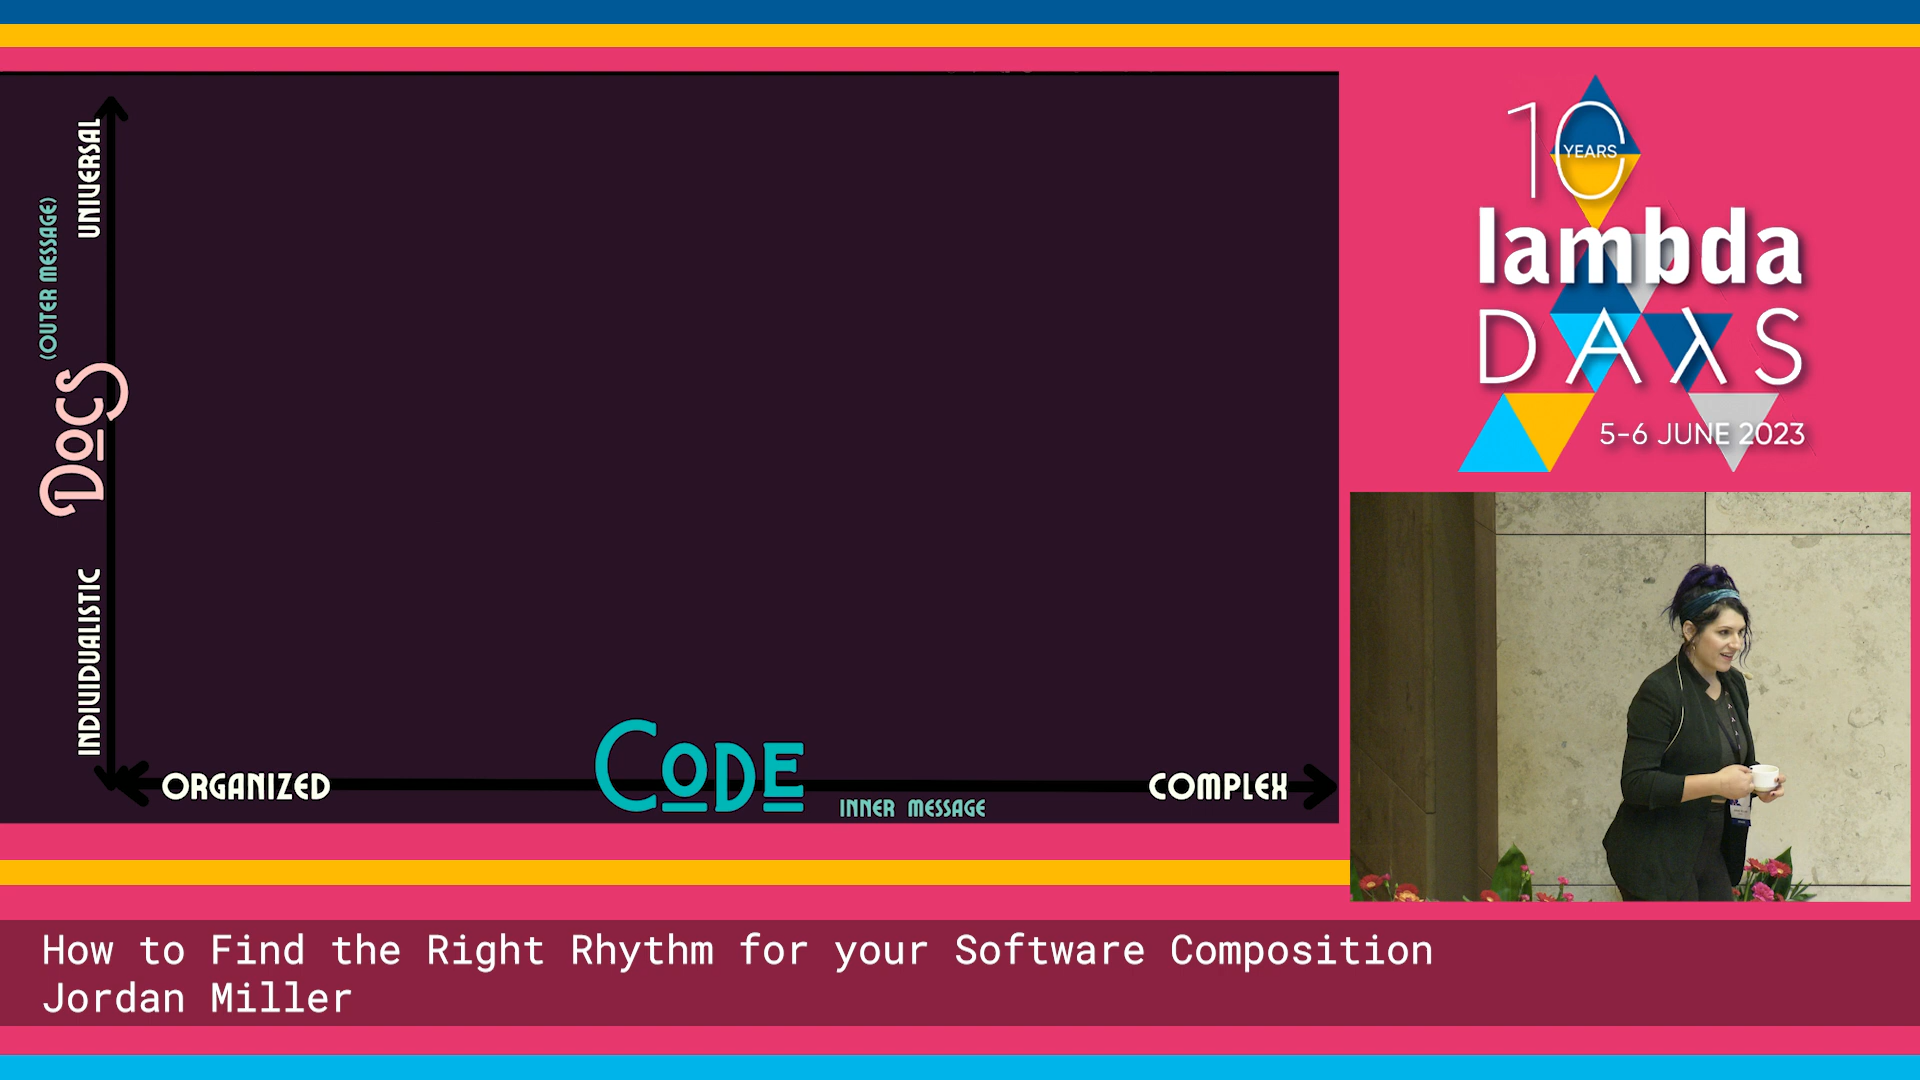 UNIVERSAL
(OUTER MESSAGE)
DOCS
INDIVIDUALISTIC
ORGANIZED
CODE
INNER MESSAGE
COMPLEX
10
YEARS
lambda
DAλS
5-6 JUNE 2023
How to Find the Right Rhythm for your Software Composition
Jordan Miller